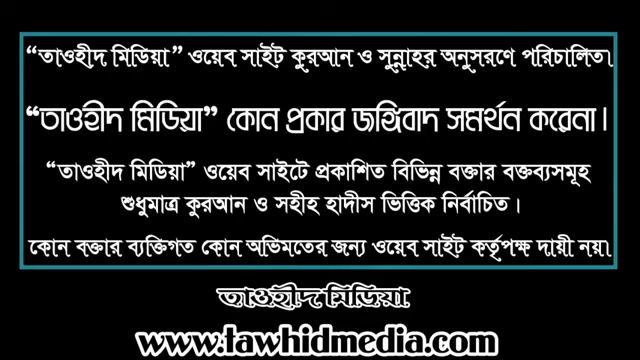 “তাওহীদ মিডিয়া” ওয়েব সাইট কুরআন ও সুন্নাহর অনুসরণে পরিচালিত।
“তাওহীদ মিডিয়া” কোন প্রকার জঙ্গিবাদ সমর্থন করেনা।
“তাওহীদ মিডিয়া” ওয়েব সাইটে প্রকাশিত বিভিন্ন বক্তার বক্তব্যসমূহ
শুধুমাত্র কুরআন ও সহীহ হাদীস ভিত্তিক নির্বাচিত।
কোন বক্তার ব্যক্তিগত কোন অভিমতের জন্য ওয়েব সাইট কর্তৃপক্ষ দায়ী নয়।
তাওহীদ মিডিয়া
www.tawhidmedia.com